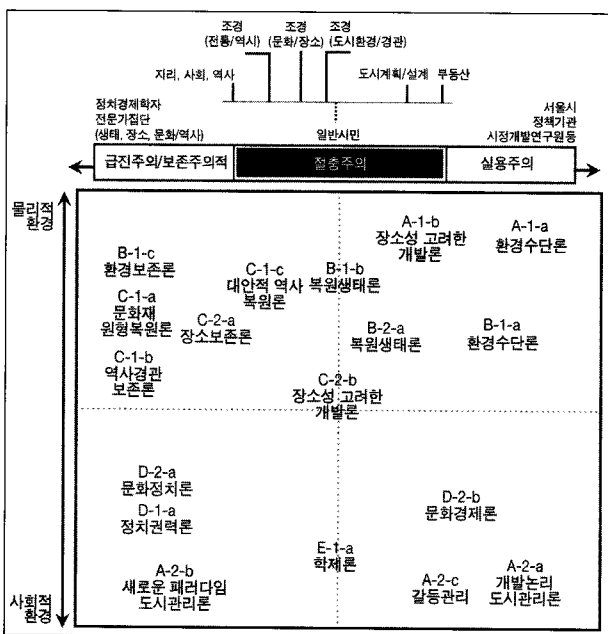 조경
(전통/역시)
조경
(문화/장소)
조경
(도시환경/경관)
지리, 사회, 역사
도시계획/설계
부동산
정치경제학자
전문가집단
(생태, 장소, 문화/역사)
일반시민
서울시
정책기관
시정개발연구원등
급진주의/보존주의적
절충주의
실용주의
물리적
환경
A-1-b
장소성 고려한
개발론
A-1-a
환경수단론
B-1-c
환경보존론
C-1-c
대안적 역사
복원론
B-1-b
복원생태론
C-1-a
문화재
원형복원론
C-2-a
장소보존론
B-2-a
복원생태론
B-1-a
환경수단론
C-1-b
역사경관
보존론
C-2-b
장소성 고려한
개발론
D-2-a
문화정치론
D-1-a
정치권력론
D-2-b
문화경제론
E-1-a
학제론
A-2-b
새로운 패러다임
도시관리론
A-2-c
갈등관리
A-2-a
개발논리
도시관리론
사회적
환경